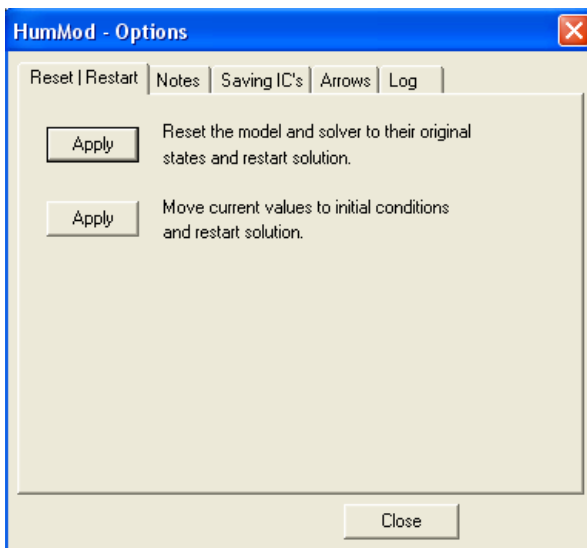 HumMod - Options
Reset | Restart Notes Saving IC's Arrows Log
Apply
Reset the model and solver to their original
states and restart solution.
Apply
Move current values to initial conditions
and restart solution.
Close